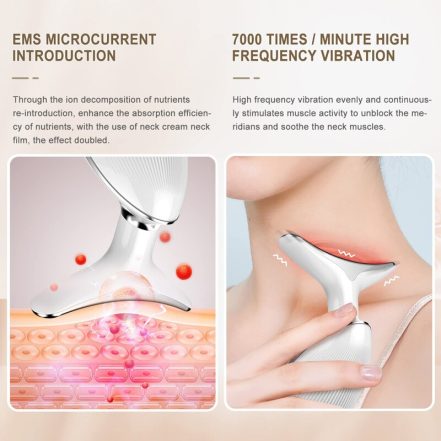 EMS MICROCURRENT
INTRODUCTION
Through the ion decomposition of nutrients
re-introduction, enhance the absorption efficien-
cy of nutrients, with the use of neck cream neck
film, the effect doubled.
7000 TIMES / MINUTE HIGH
FREQUENCY VIBRATION
High frequency vibration evenly and continuous-
ly stimulates muscle activity to unblock the me-
ridians and soothe the neck muscles.